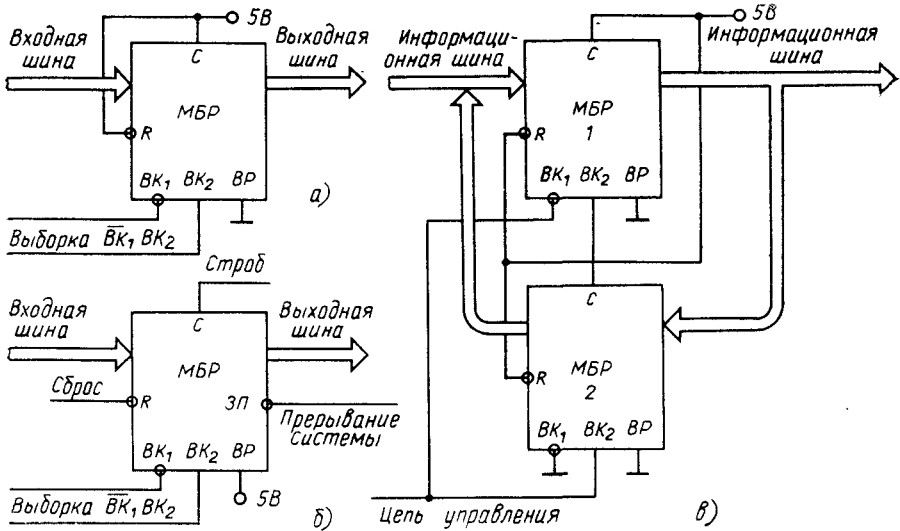 5В
Входная
шина
C
Выходная
шина
МБР
R
ВК1 ВК2 ВР
Выборка ВК1 ВК2
а)
Строб
Входная
шина
C
Выходная
шина
МБР
Сброс
R
ЗП
Прерывание
системы
ВК1 ВК2 ВР
5В
Выборка ВК1 ВК2
б)
5В
Информаци-
онная шина
C
Информационная
шина
МБР
1
R
ВК1 ВК2 ВР
C
МБР
2
R
ВК1 ВК2 ВР
Цепь управления
в)